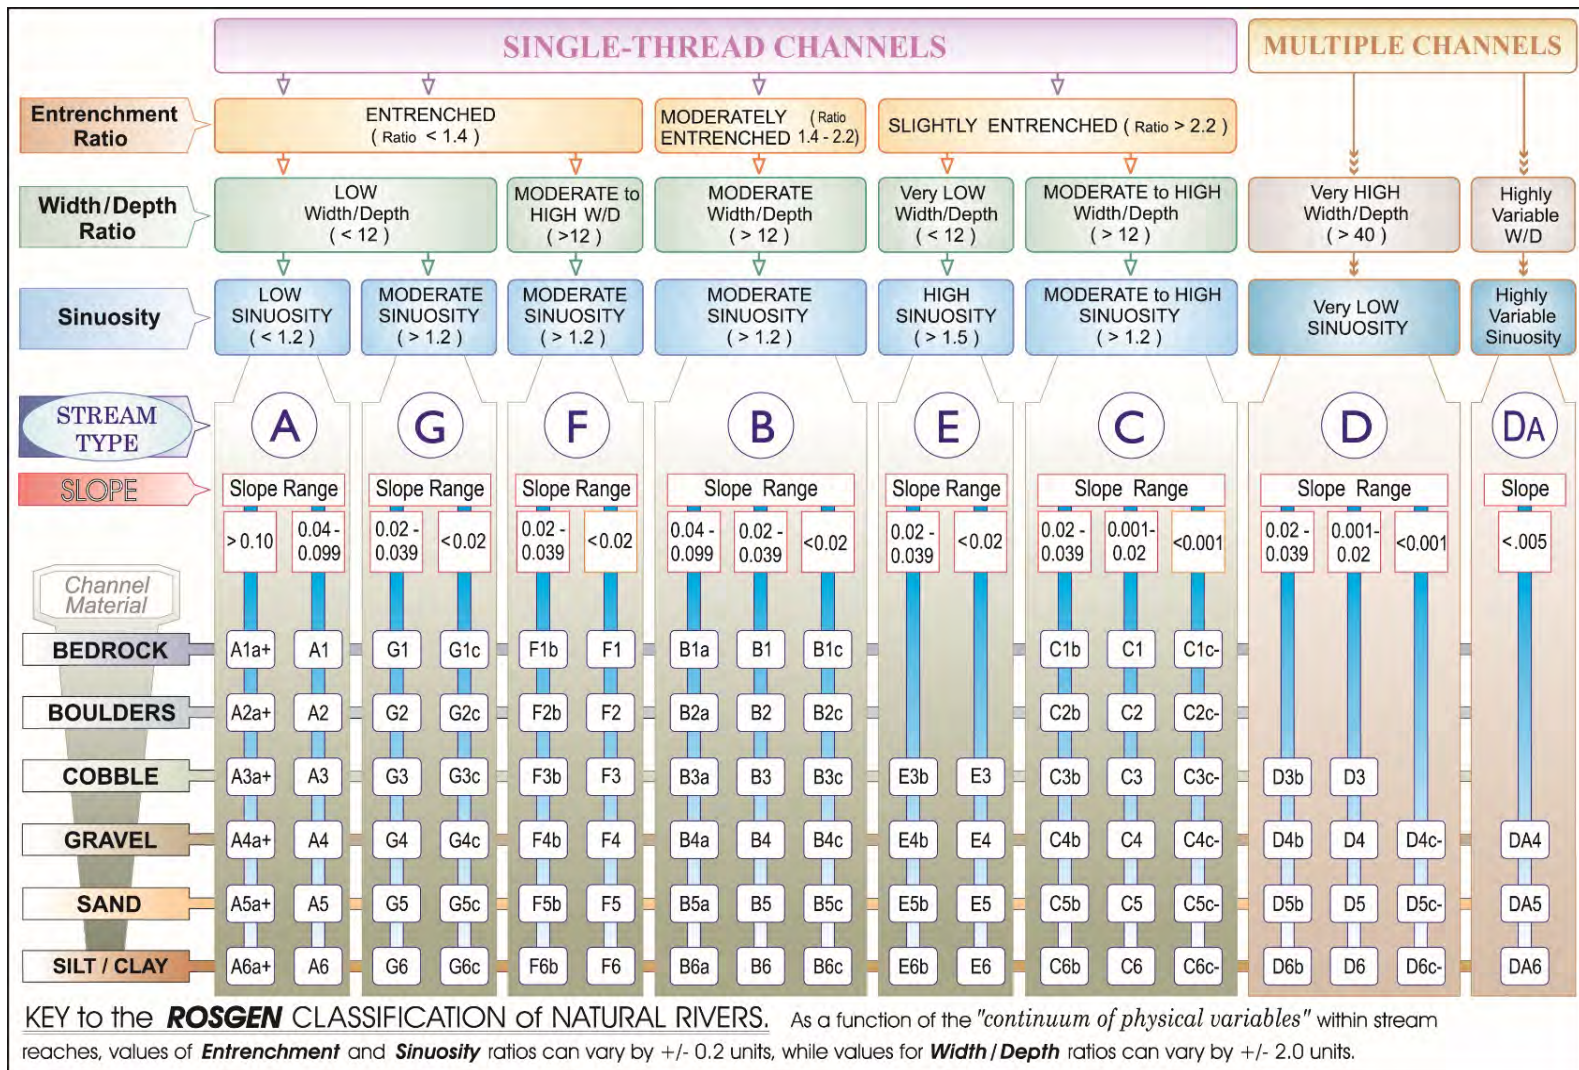 SINGLE-THREAD CHANNELS
MULTIPLE CHANNELS
Entrenchment
Ratio
ENTRENCHED
( Ratio < 1.4 )
MODERATELY ( Ratio
ENTRENCHED 1.4 - 2.2)
SLIGHTLY ENTRENCHED ( Ratio > 2.2 )
Width/Depth
Ratio
LOW
Width/Depth
( < 12 )
MODERATE to
HIGH W/D
( >12 )
MODERATE
Width/Depth
( > 12 )
Very LOW
Width/Depth
( <12 )
MODERATE to HIGH
Width/Depth
( > 12 )
Very HIGH
Width/Depth
( > 40 )
Highly
Variable
W/D
Sinuosity
LOW
SINUOSITY
( < 1.2 )
MODERATE
SINUOSITY
( > 1.2 )
MODERATE
SINUOSITY
( > 1.2 )
MODERATE
SINUOSITY
( > 1.2 )
HIGH
SINUOSITY
( > 1.5 )
MODERATE to HIGH
SINUOSITY
( > 1.2 )
Very LOW
SINUOSITY
Highly
Variable
Sinuosity
STREAM
TYPE
A G F B E C D DA
SLOPE
Slope Range Slope Range Slope Range Slope Range Slope Range Slope Range Slope Range Slope
> 0.10
0.04 -
0.099
0.02 -
0.039
<0.02
0.02 -
0.039
<0.02
0.04 -
0.099
0.02 -
0.039
<0.02
0.02 -
0.039
<0.02
0.02 -
0.039
0.001-
0.02
<0.001
0.02 -
0.039
0.001-
0.02
<0.001
<.005
Channel
Material
BEDROCK A1a+ A1 G1 G1c F1b F1 B1a B1 B1c C1b C1 C1c-
BOULDERS A2a+ A2 G2 G2c F2b F2 B2a B2 B2c C2b C2 C2c-
COBBLE A3a+ A3 G3 G3c F3b F3 B3a B3 B3c E3b E3 C3b C3 C3c- D3b D3
GRAVEL A4a+ A4 G4 G4c F4b F4 B4a B4 B4c E4b E4 C4b C4 C4c- D4b D4 D4c- DA4
SAND A5a+ A5 G5 G5c F5b F5 B5a B5 B5c E5b E5 C5b C5 C5c- D5b D5 D5c- DA5
SILT / CLAY A6a+ A6 G6 G6c F6b F6 B6a B6 B6c E6b E6 C6b C6 C6c- D6b D6 D6c- DA6
KEY to the ROSGEN CLASSIFICATION of NATURAL RIVERS. As a function of the "continuum of physical variables" within stream
reaches, values of Entrenchment and Sinuosity ratios can vary by +/- 0.2 units, while values for Width / Depth ratios can vary by +/- 2.0 units.